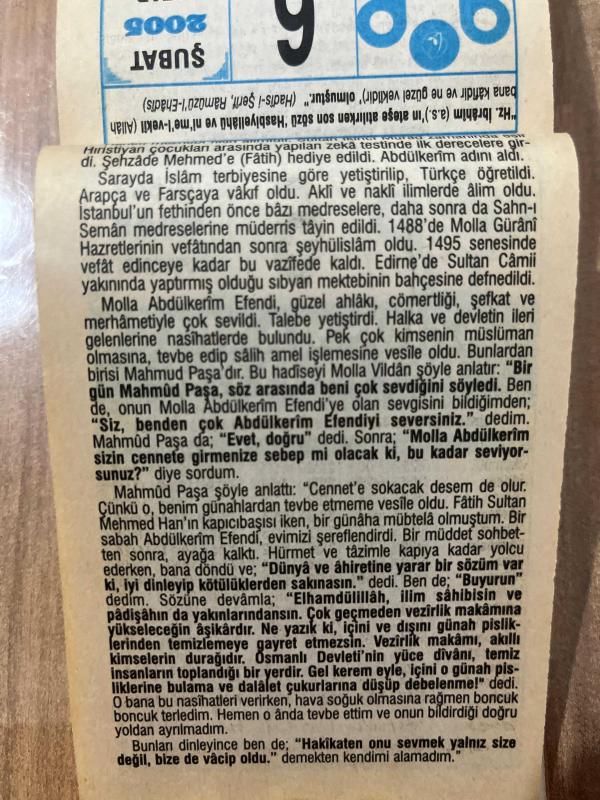 ŞUBAT
2005
6
"Hz. İbrâhim (a.s.)'ın ateşe atılırken son sözü 'Hasbiyellâhü ve ni'me'l-vekîl' (Allâh
bana kâfidir ve ne güzel vekildir)' olmuştur." (Hadîs-i Şerîf, Râmûzü'l-Ehâdîs)
Hıristiyan çocukları arasında yapılan zekâ testinde ilk derecelere gir-
di. Şehzâde Mehmed'e (Fâtih) hediye edildi. Abdülkerîm adını aldı.
Sarayda İslâm terbiyesine göre yetiştirilip, Türkçe öğretildi.
Arapça ve Farsçaya vâkıf oldu. Aklî ve naklî ilimlerde âlim oldu.
İstanbul'un fethinden önce bâzı medreselere, daha sonra da Sahn-ı
Semân medreselerine müderris tâyin edildi. 1488'de Molla Gürânî
Hazretlerinin vefâtından sonra şeyhülislâm oldu. 1495 senesinde
vefât edinceye kadar bu vazîfede kaldı. Edirne'de Sultan Câmii
yakınında yaptırmış olduğu sıbyan mektebinin bahçesine defnedildi.
Molla Abdülkerîm Efendi, güzel ahlâkı, cömertliği, şefkat ve
merhâmetiyle çok sevildi. Talebe yetiştirdi. Halka ve devletin ileri
gelenlerine nasîhatlerde bulundu. Pek çok kimsenin müslüman
olmasına, tevbe edip sâlih amel işlemesine vesîle oldu. Bunlardan
birisi Mahmud Paşa'dır. Bu hadîseyi Molla Vildân şöyle anlatır: "Bir
gün Mahmûd Paşa, söz arasında beni çok sevdiğini söyledi. Ben
de, onun Molla Abdülkerîm Efendi'ye olan sevgisini bildiğimden;
"Siz, benden çok Abdülkerîm Efendiyi seversiniz." dedim.
Mahmûd Paşa da; "Evet, doğru" dedi. Sonra; "Molla Abdülkerîm
sizin cennete girmenize sebep mi olacak ki, bu kadar seviyor-
sunuz?" diye sordum.
Mahmûd Paşa şöyle anlattı: "Cennet'e sokacak desem de olur.
Çünkü o, benim günahlardan tevbe etmeme vesîle oldu. Fâtih Sultan
Mehmed Han'ın kapıcıbaşısı iken, bir günâha mübtelâ olmuştum. Bir
sabah Abdülkerîm Efendi, evimizi şereflendirdi. Bir müddet sohbet-
ten sonra, ayağa kalktı. Hürmet ve tâzimle kapıya kadar yolcu
ederken, bana döndü ve; "Dünyâ ve âhiretine yarar bir sözüm var
ki, iyi dinleyip kötülüklerden sakınasın." dedi. Ben de; "Buyurun"
dedim. Sözüne devâmla; "Elhamdülillâh, ilim sâhibisin ve
pâdişâhın da yakınlarındansın. Çok geçmeden vezîrlik makâmına
yükseleceğin âşikârdır. Ne yazık ki, içini ve dışını günah pislik-
lerinden temizlemeye gayret etmezsin. Vezîrlik makâmı, akıllı
kimselerin durağıdır. Osmanlı Devleti'nin yüce dîvânı, temiz
insanların toplandığı bir yerdir. Gel kerem eyle, içini o günah pis-
liklerine bulama ve dalâlet çukurlarına düşüp debelenme!" dedi.
O bana bu nasîhatleri verirken, hava soğuk olmasına rağmen boncuk
boncuk terledim. Hemen o ânda tevbe ettim ve onun bildirdiği doğru
yoldan ayrılmadım.
Bunları dinleyince ben de; "Hakîkaten onu sevmek yalnız size
değil, bize de vâcip oldu." demekten kendimi alamadım."